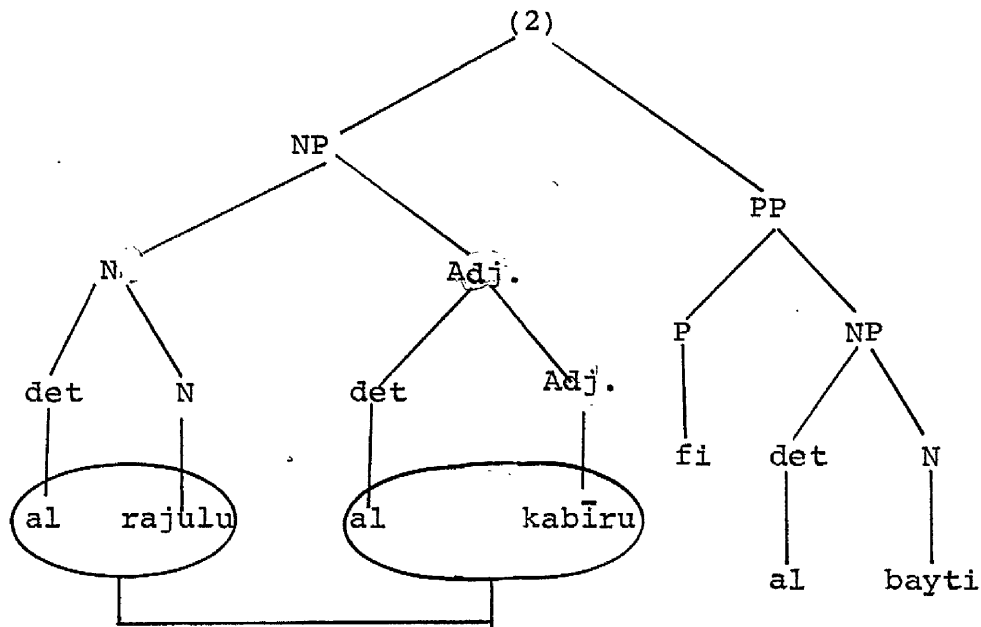 (2)
NP
PP
N
Adj.
P
NP
det
N
det
Adj.
fi
det
N
al
rajulu
al
kabīru
al
bayti